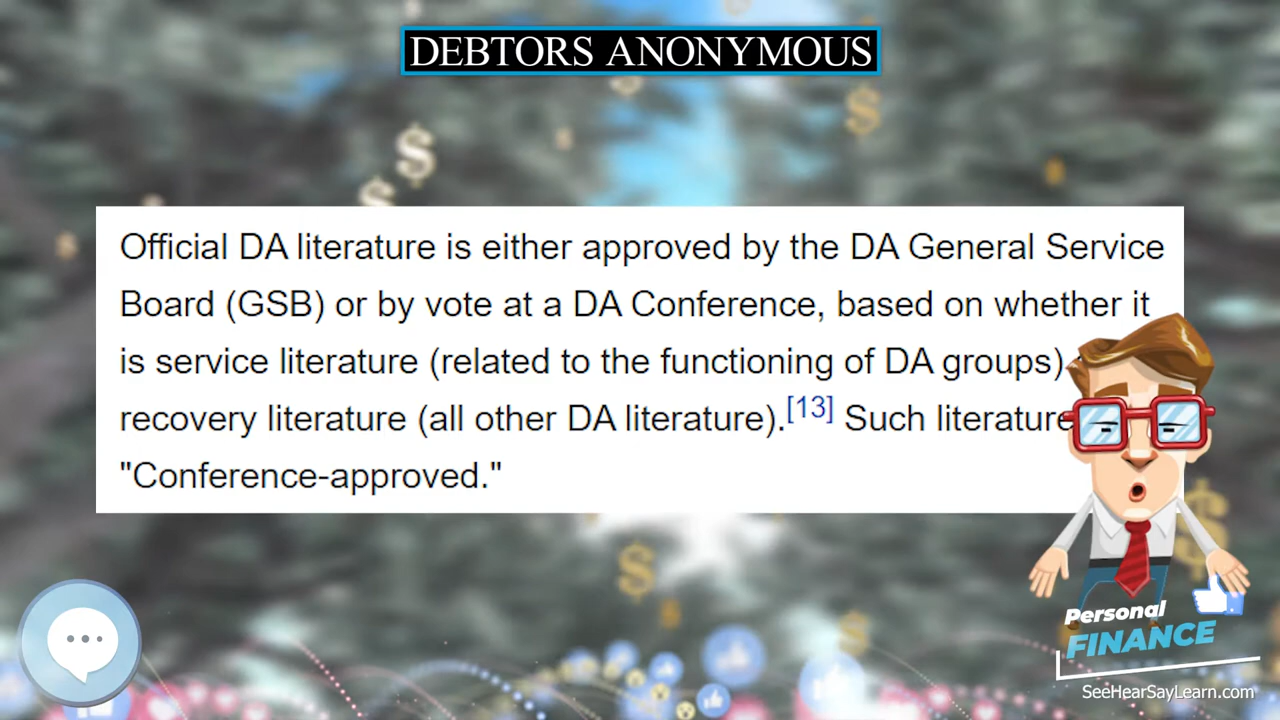 DEBTORS ANONYMOUS
Official DA literature is either approved by the DA General Service
Board (GSB) or by vote at a DA Conference, based on whether it
is service literature (related to the functioning of DA groups)
recovery literature (all other DA literature).[13] Such literature
"Conference-approved."
Personal
FINANCE
SeeHearSayLearn.com